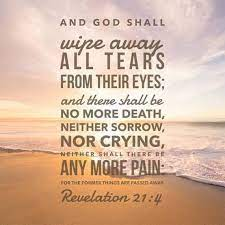 AND GOD SHALL
wipe away
ALL TEARS
FROM THEIR EYES;
and there shall be
NO MORE DEATH,
NEITHER SORROW,
NOR CRYING,
NEITHER SHALL THERE BE
ANY MORE PAIN:
FOR THE FORMER THINGS ARE PASSED AWAY
Revelation 21:4